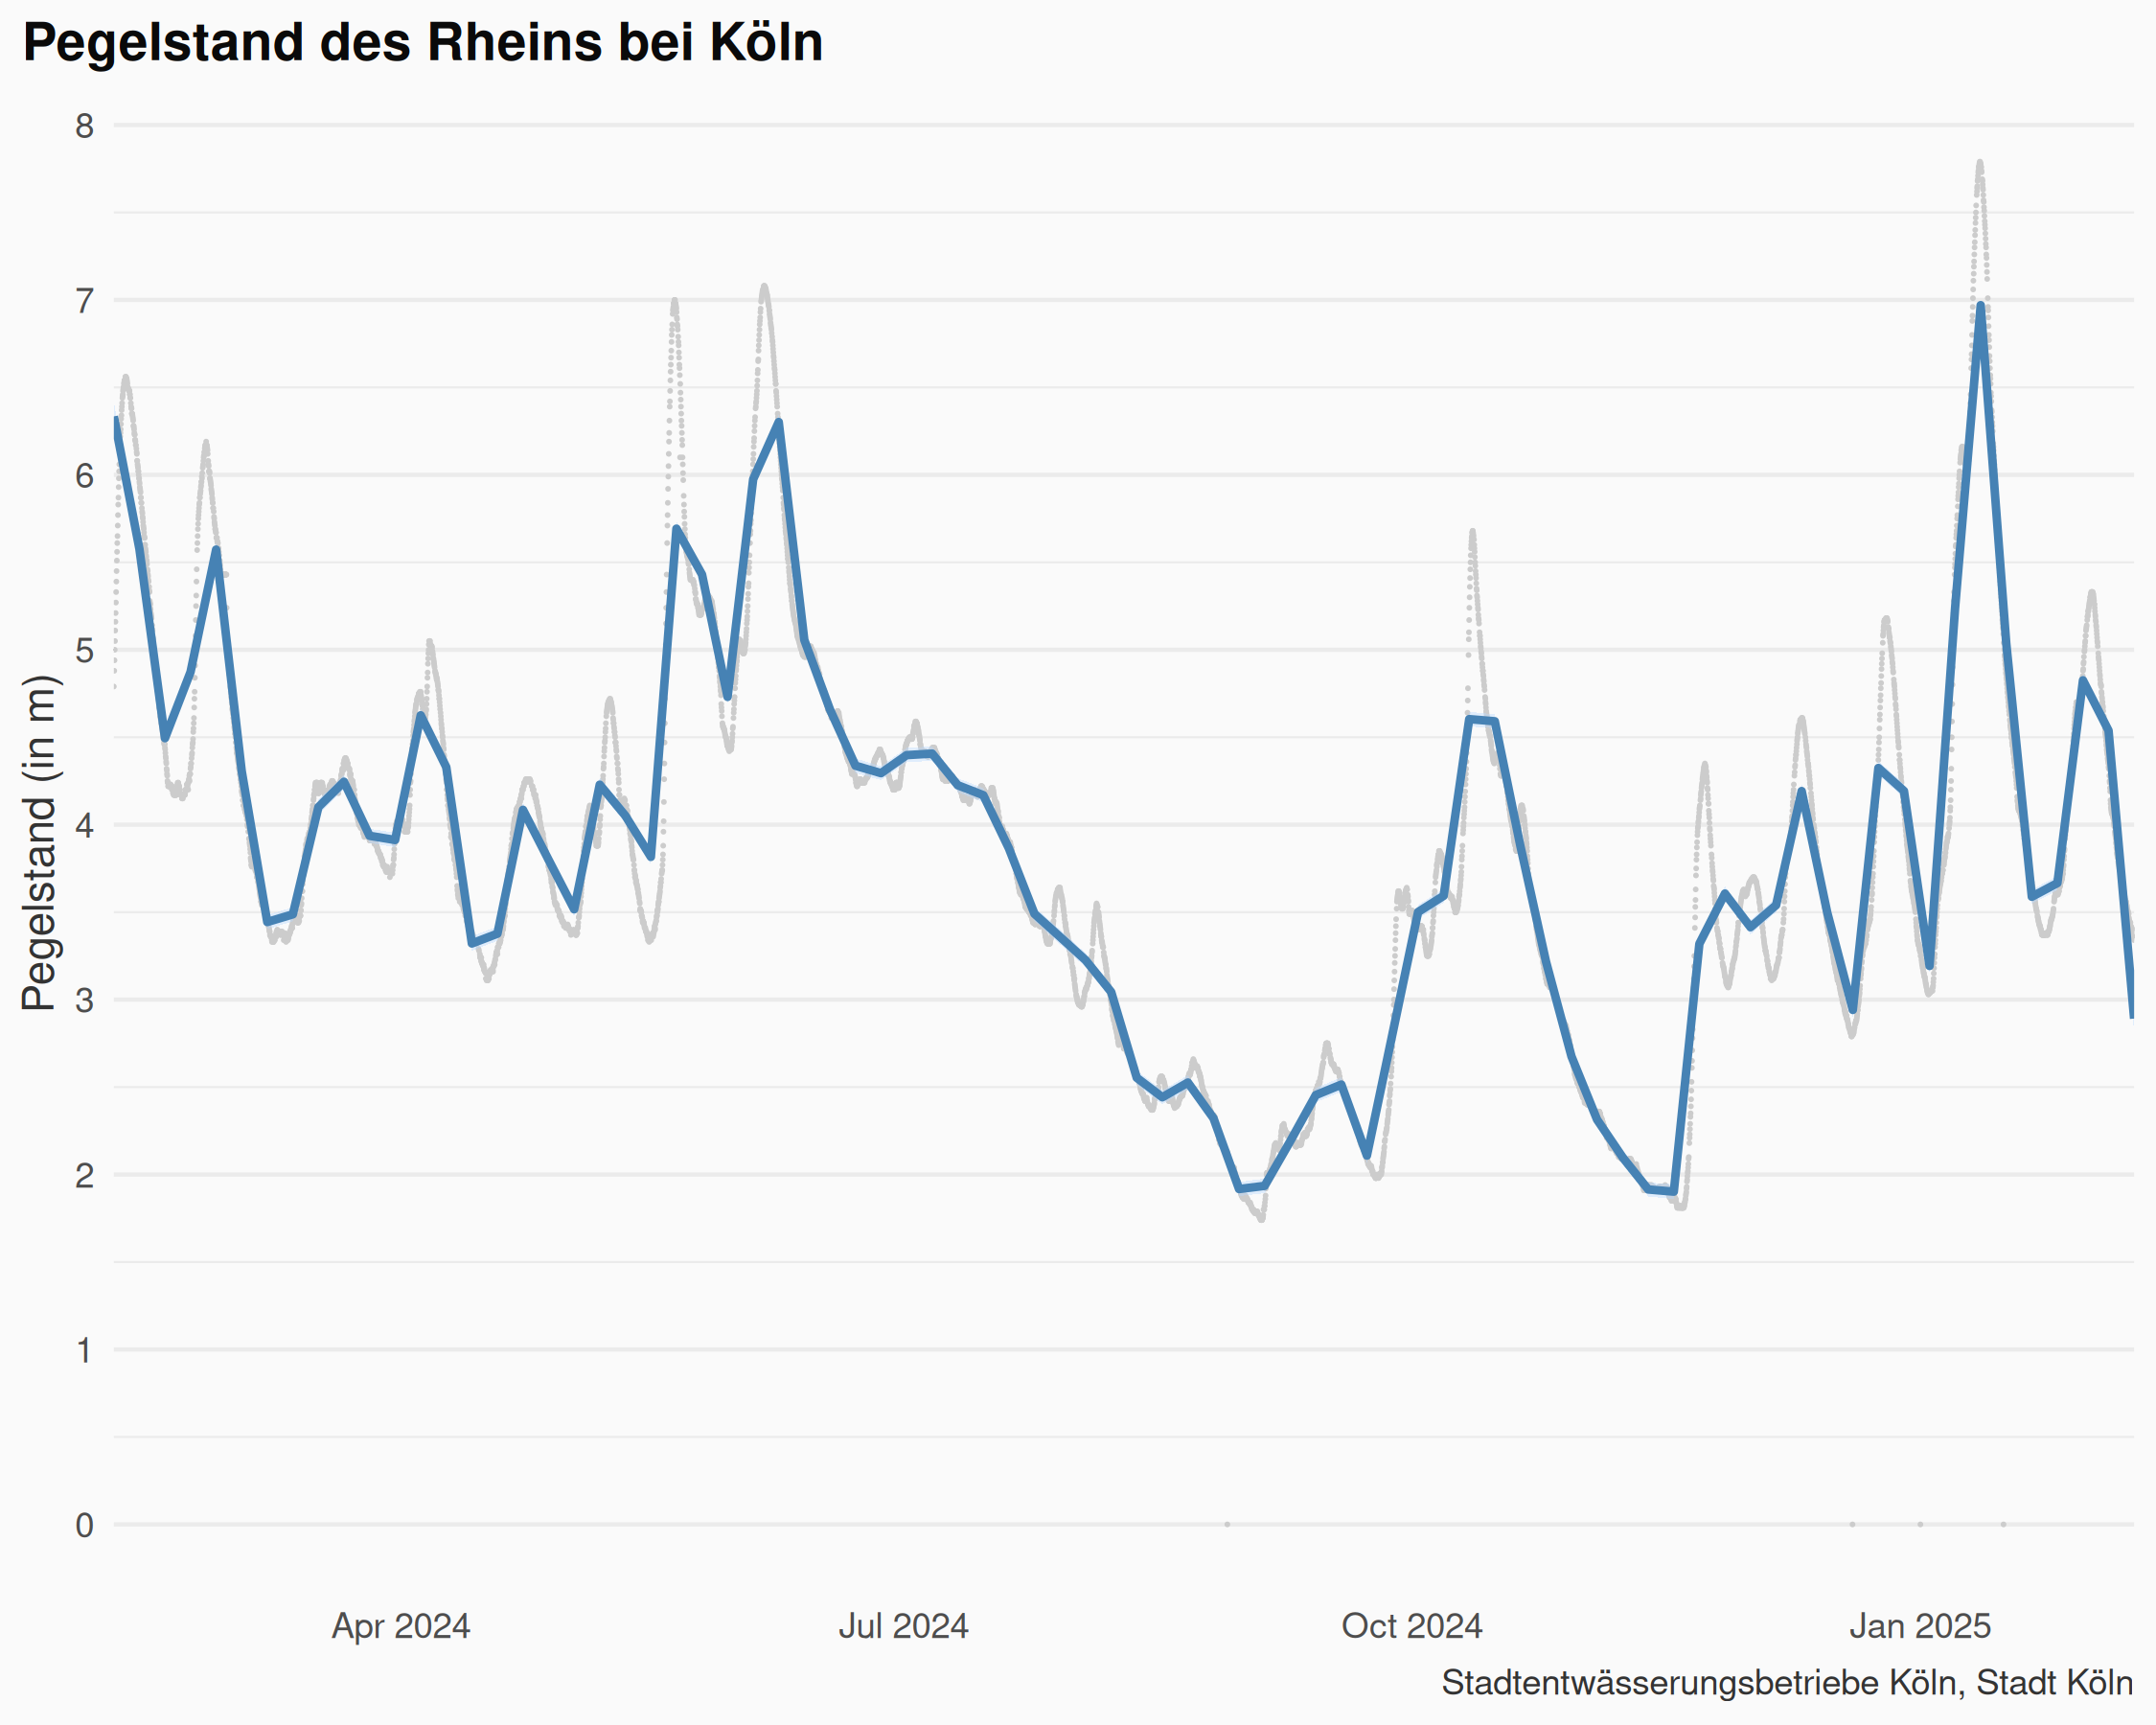 Pegelstand des Rheins bei Köln
Pegelstand (in m)
8
7
6
5
4
3
2
1
0
Apr 2024
Jul 2024
Oct 2024
Jan 2025
Stadtentwässerungsbetriebe Köln, Stadt Köln